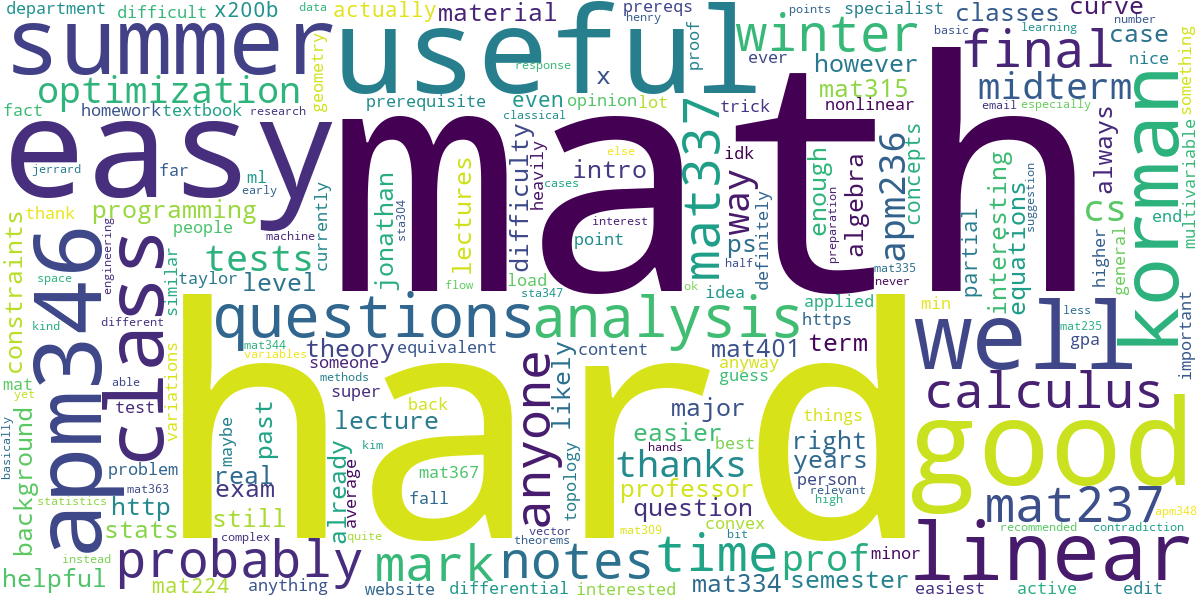 department
difficult
x200b
data
actually
material
prereqs
henry
points
specialist
classes
curve
number
summer
useful
winter
final
case
basic
learning
nice
something
optimization
geometry
response
x
proof
ever
however
midterm
mat315
fact
homework
textbook
research
prerequisite
even
opinion
lot
classical
trick
nonlinear
email
especially
easy
math
korman
jerrard
far
ml
early
thank
programming
people
machine
currently
jonathan
sta304
lectures
difficulty
heavily
intro
else
cases
interest
point
mat337
way
idk
definitely
enough
preparation
algebra
apm236
concepts
mat335
never
partial
interesting
equations
suggestion
always
cs
higher
general
end
multivariable
constraints
apm346
space
kind
engineering
class
different
similar
taylor
tests
level
flow
load
sta347
ok
idea
ps
half
applied
https
min
less
mat235
gpa
important
well
questions
analysis
mat
yet
able
test
variations
mat344
variables
theory
someone
methods
super
equivalent
content
likely
anyone
mat401
anyway
guess
term
calculus
hard
good
basically
background
statistics
problem
mat363
http
stats
instead
maybe
real
past
exam
still
complex
already
average
quite
lecture
back
kim
mat367
fall
vector
theorems
topology
major
easier
best
hands
thanks
professor
question
mat309
convex
bit
things
right
years
person
relevant
high
mat237
apm348
recommended
contradiction
helpful
probably
mark
notes
time
prof
minor
linear
mat224
anything
website
differential
interested
mat334
semester
easiest
active
edit